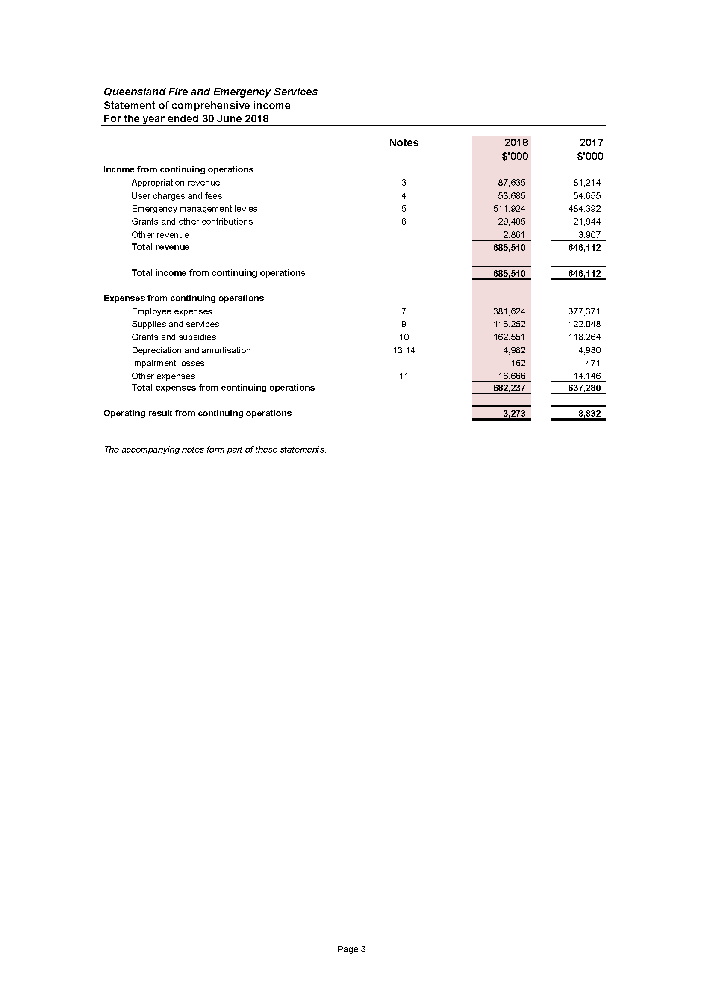 Queensland Fire and Emergency Services
Statement of comprehensive income
For the year ended 30 June 2018
Notes 2018 2017
$'000 $'000
Income from continuing operations
Appropriation revenue 3 87,635 81,214
User charges and fees 4 53,685 54,655
Emergency management levies 5 511,924 484,392
Grants and other contributions 6 29,405 21,944
Other revenue 2,861 3,907
Total revenue 685,510 646,112
Total income from continuing operations 685,510 646,112
Expenses from continuing operations
Employee expenses 7 381,624 377,371
Supplies and services 9 116,252 122,048
Grants and subsidies 10 162,551 118,264
Depreciation and amortisation 13,14 4,982 4,980
Impairment losses 162 471
Other expenses 11 16,666 14,146
Total expenses from continuing operations 682,237 637,280
Operating result from continuing operations 3,273 8,832
The accompanying notes form part of these statements.
Page 3